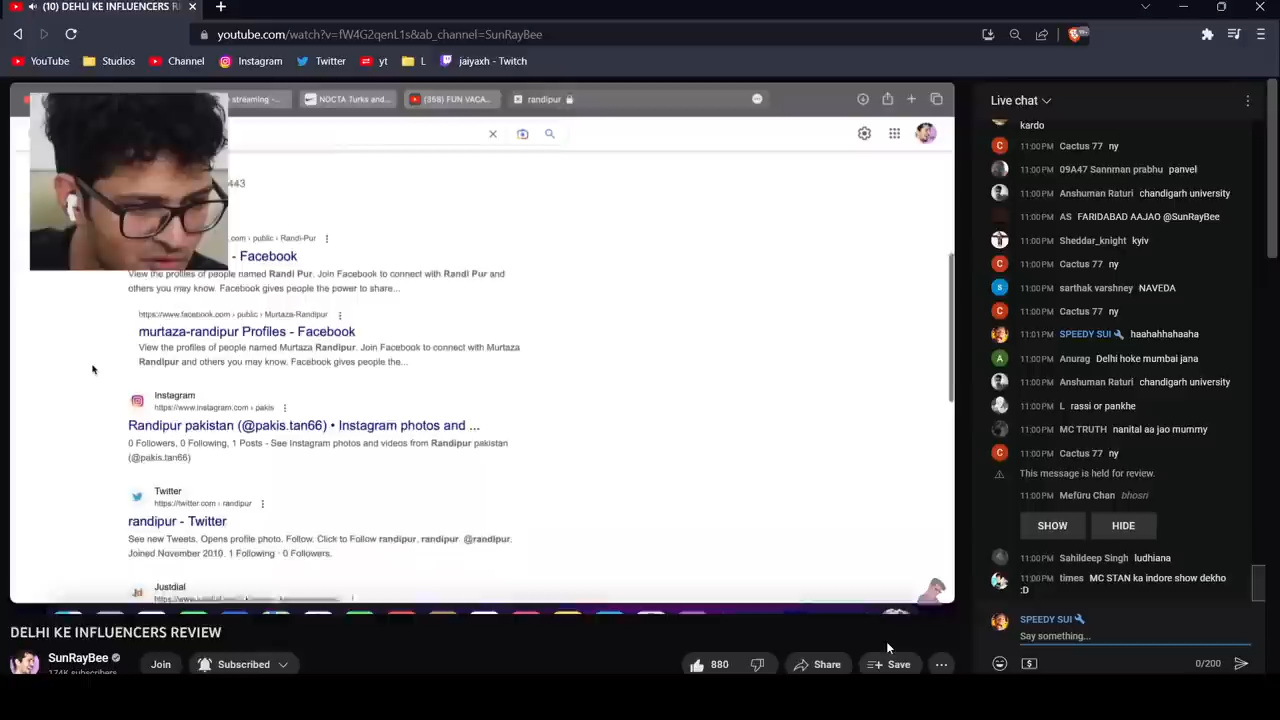 (10) DEHLI KE INFLUENCERS R
youtube.com/watch?v=fW4G2qenL1s&ab_channel=SunRayBee
YouTube
Studios
Channel
Instagram
Twitter
yt
L
jaiyaxh - Twitch
streaming -...
NOCTA Turks and...
(358) FUN VACA...
randipur
443
.com › public › Randi-Pur
- Facebook
View the profiles of people named Randi Pur. Join Facebook to connect with Randi Pur and
others you may know. Facebook gives people the power to share...
https://www.facebook.com › public › Murtaza-Randipur
murtaza-randipur Profiles - Facebook
View the profiles of people named Murtaza Randipur. Join Facebook to connect with Murtaza
Randipur and others you may know. Facebook gives people the...
Instagram
https://www.instagram.com › pakis
Randipur pakistan (@pakis.tan66) • Instagram photos and ...
0 Followers, 0 Following, 1 Posts - See Instagram photos and videos from Randipur pakistan
(@pakis.tan66)
Twitter
https://twitter.com › randipur
randipur - Twitter
See new Tweets. Opens profile photo. Follow. Click to Follow randipur. randipur. @randipur.
Joined November 2010. 1 Following · 0 Followers.
Jd
Justdial
DELHI KE INFLUENCERS REVIEW
SunRayBee
174K subscribers
Join
Subscribed
880
Share
Save
Live chat
kardo
C 11:00 PM Cactus 77 ny
11:00 PM 09A47 Sannman prabhu panvel
11:00 PM Anshuman Raturi chandigarh university
11:00 PM AS FARIDABAD AAJAO @SunRayBee
11:00 PM Sheddar_knight kyiv
C 11:00 PM Cactus 77 ny
S 11:00 PM sarthak varshney NAVEDA
C 11:00 PM Cactus 77 ny
11:01 PM SPEEDY SUI haahahhahaaha
A 11:00 PM Anurag Delhi hoke mumbai jana
11:00 PM Anshuman Raturi chandigarh university
11:00 PM L rassi or pankhe
11:00 PM MC TRUTH nanital aa jao mummy
C 11:00 PM Cactus 77 ny
This message is held for review.
11:00 PM Mefüru Chan bhosri
SHOW
HIDE
11:00 PM Sahildeep Singh ludhiana
11:00 PM times MC STAN ka indore show dekho
:D
SPEEDY SUI
Say something...
0/200